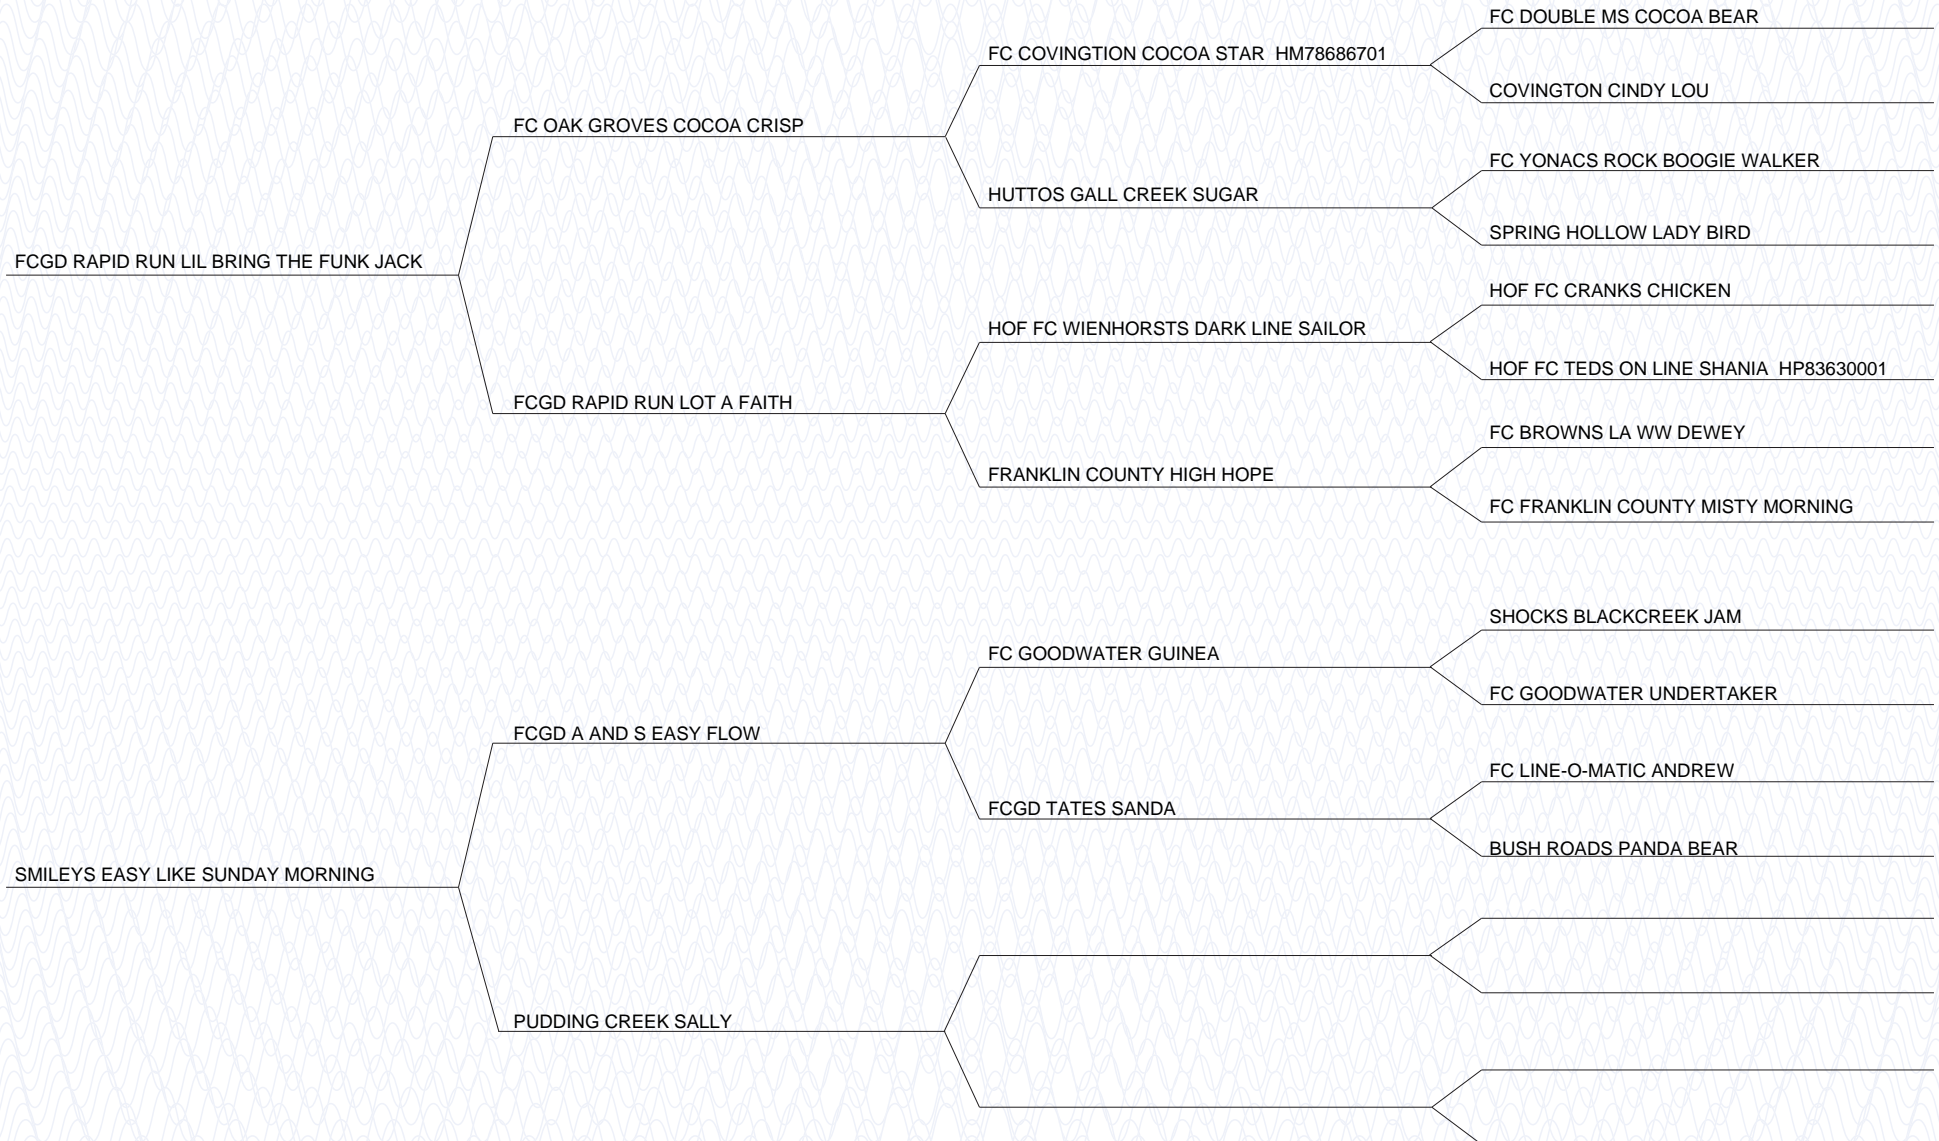 FC DOUBLE MS COCOA BEAR
FC COVINGTION COCOA STAR HM78686701
COVINGTON CINDY LOU
FC OAK GROVES COCOA CRISP
FC YONACS ROCK BOOGIE WALKER
HUTTOS GALL CREEK SUGAR
SPRING HOLLOW LADY BIRD
FCGD RAPID RUN LIL BRING THE FUNK JACK
HOF FC CRANKS CHICKEN
HOF FC WIENHORSTS DARK LINE SAILOR
HOF FC TEDS ON LINE SHANIA HP83630001
FCGD RAPID RUN LOT A FAITH
FC BROWNS LA WW DEWEY
FRANKLIN COUNTY HIGH HOPE
FC FRANKLIN COUNTY MISTY MORNING
SHOCKS BLACKCREEK JAM
FC GOODWATER GUINEA
FC GOODWATER UNDERTAKER
FCGD A AND S EASY FLOW
FC LINE-O-MATIC ANDREW
FCGD TATES SANDA
BUSH ROADS PANDA BEAR
SMILEYS EASY LIKE SUNDAY MORNING
PUDDING CREEK SALLY